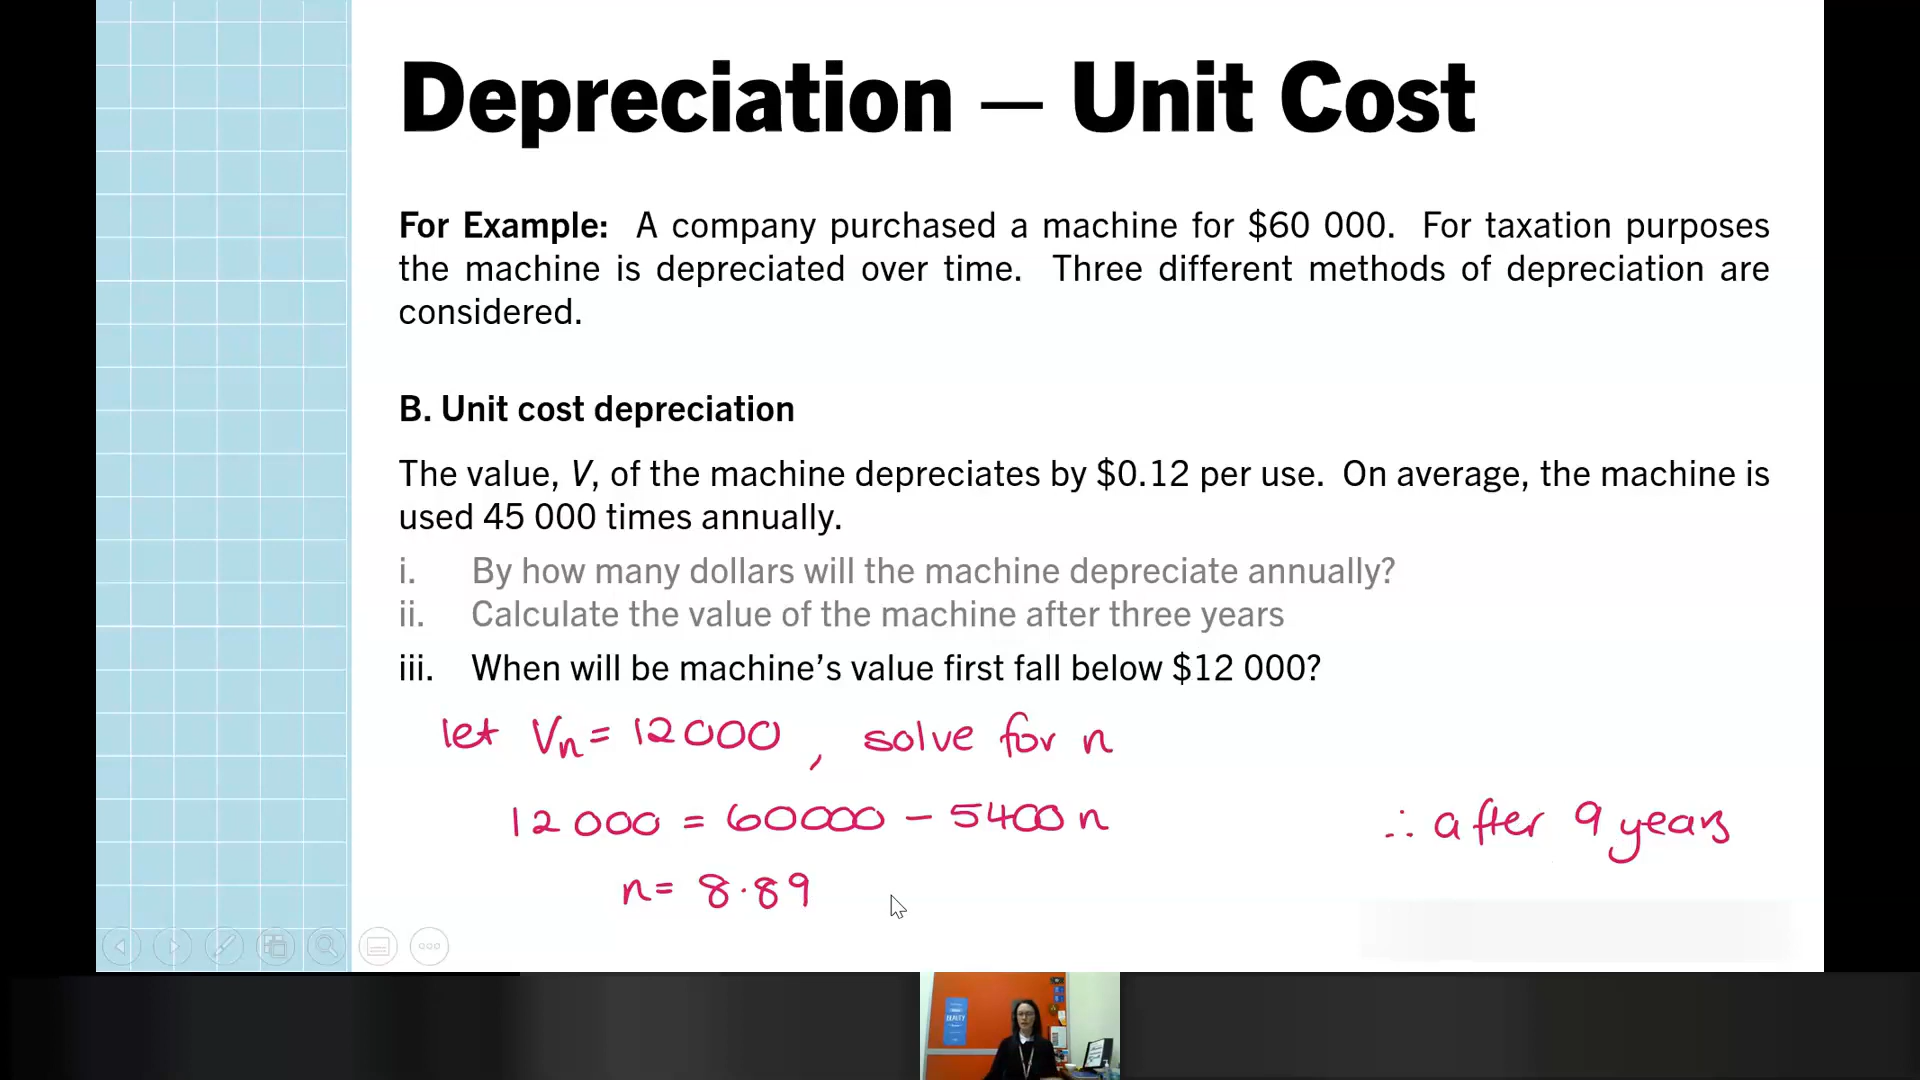 Depreciation — Unit Cost
For Example: A company purchased a machine for $60 000. For taxation purposes
the machine is depreciated over time. Three different methods of depreciation are
considered.
B. Unit cost depreciation
The value, V, of the machine depreciates by $0.12 per use. On average, the machine is
used 45 000 times annually.
i. By how many dollars will the machine depreciate annually?
ii. Calculate the value of the machine after three years
iii. When will be machine’s value first fall below $12 000?
let Vn = 12000 , solve for n
12000 = 60000 − 5400n
∴ after 9 years
n = 8.89